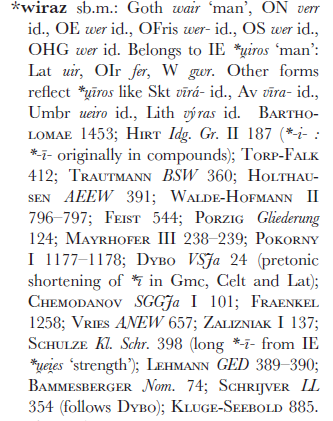 *wiraz sb.m.: Goth wair ‘man’, ON verr
id., OE wer id., OFris wer- id., OS wer id.,
OHG wer id. Belongs to IE *u̯iros ‘man’:
Lat uir, OIr fer, W gwr. Other forms
reflect *u̯īros like Skt vīrá- id., Av vīra- id.,
Umbr ueiro id., Lith vý ras id. BARTHO-
LOMAE 1453; HIRT Idg. Gr. II 187 (*-i- :
*-ī- originally in compounds); TORP-FALK
412; TRAUTMANN BSW 360; HOLTHAU-
SEN AEEW 391; WALDE-HOFMANN II
796–797; FEIST 544; PORZIG Gliederung
124; MAYRHOFER III 238–239; POKORNY
I 1177–1178; DYBO VSJa 24 (pretonic
shortening of *ī in Gmc, Celt and Lat);
CHEMODANOV SGGJa I 101; FRAENKEL
1258; VRIES ANEW 657; ZALIZNIAK I 137;
SCHULZE Kl. Schr. 398 (long *-ī- from IE
*u̯ei̯es ‘strength’); LEHMANN GED 389–390;
BAMMESBERGER Nom. 74; SCHRIJVER LL
354 (follows DYBO); KLUGE-SEEBOLD 885.